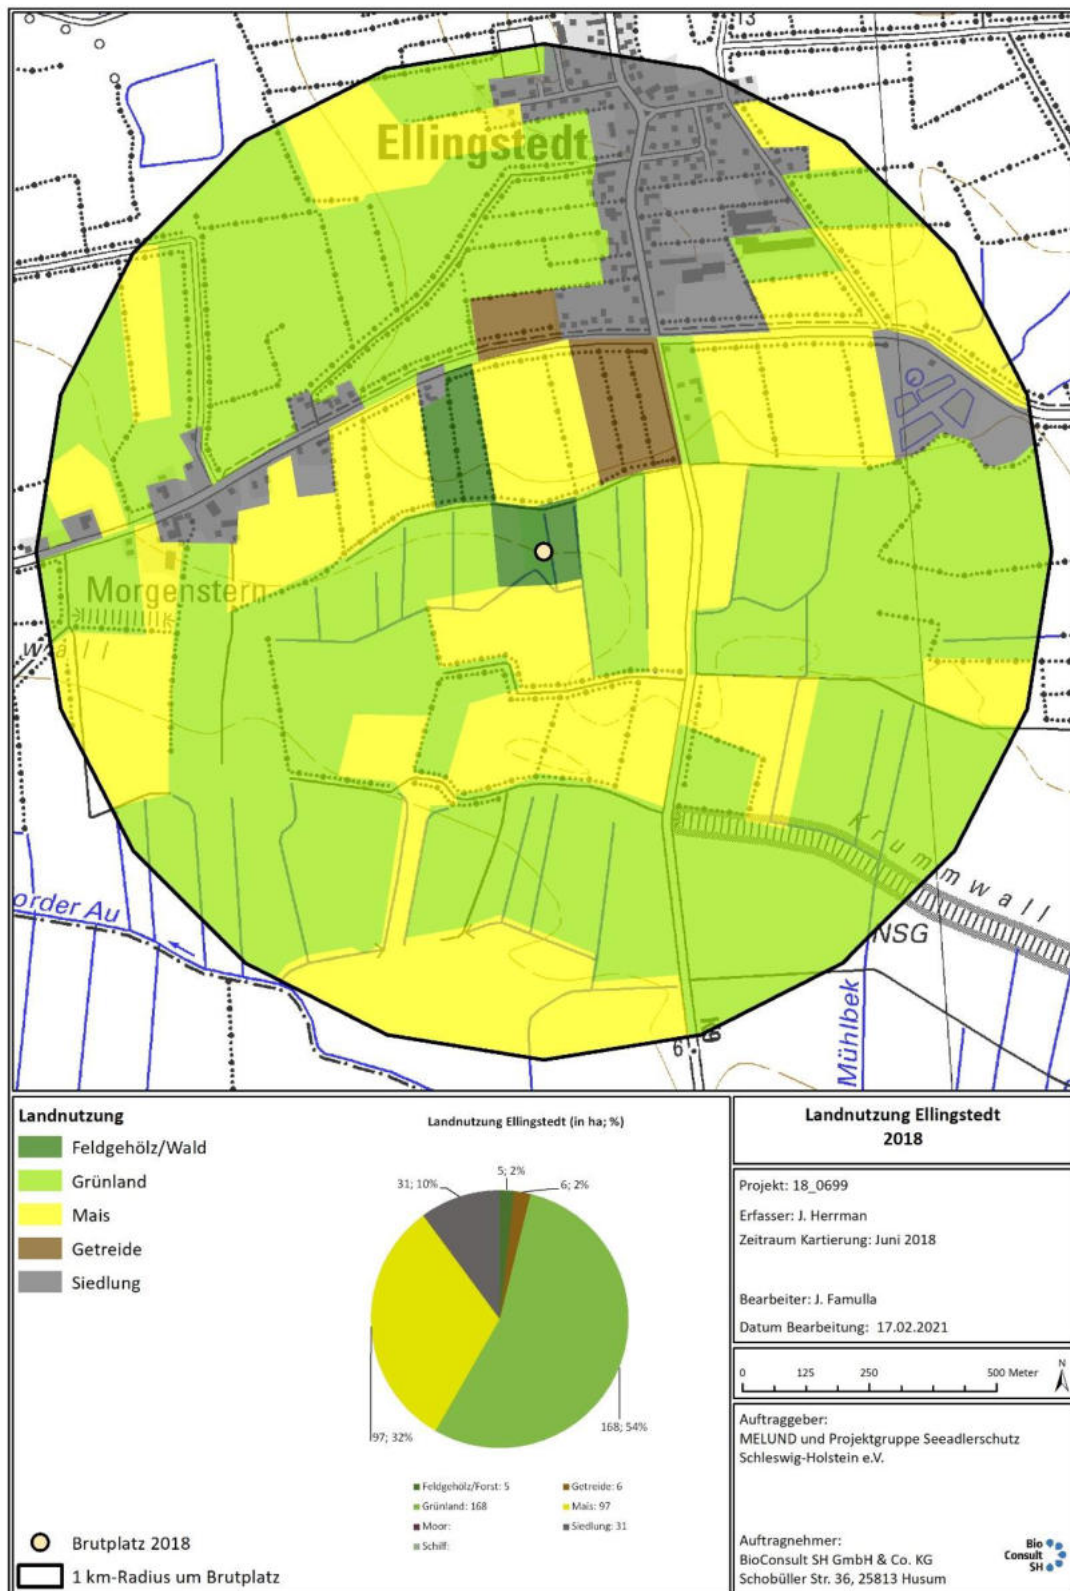 13
Ellingstedt
Morgenstern
wall
Krummwall
order Au
NSG
Mühlbek
K9
6
Landnutzung
Feldgehölz/Wald
Grünland
Mais
Getreide
Siedlung
Brutplatz 2018
1 km-Radius um Brutplatz
Landnutzung Ellingstedt (in ha; %)
5; 2%
6; 2%
31; 10%
97; 32%
168; 54%
Feldgehölz/Forst: 5
Getreide: 6
Grünland: 168
Mais: 97
Moor:
Siedlung: 31
Schilf:
Landnutzung Ellingstedt
2018
Projekt: 18_0699
Erfasser: J. Herrman
Zeitraum Kartierung: Juni 2018
Bearbeiter: J. Famulla
Datum Bearbeitung: 17.02.2021
0 125 250 500 Meter
N
Auftraggeber:
MELUND und Projektgruppe Seeadlerschutz
Schleswig-Holstein e.V.
Auftragnehmer:
BioConsult SH GmbH & Co. KG
Schobüller Str. 36, 25813 Husum
Bio
Consult
SH